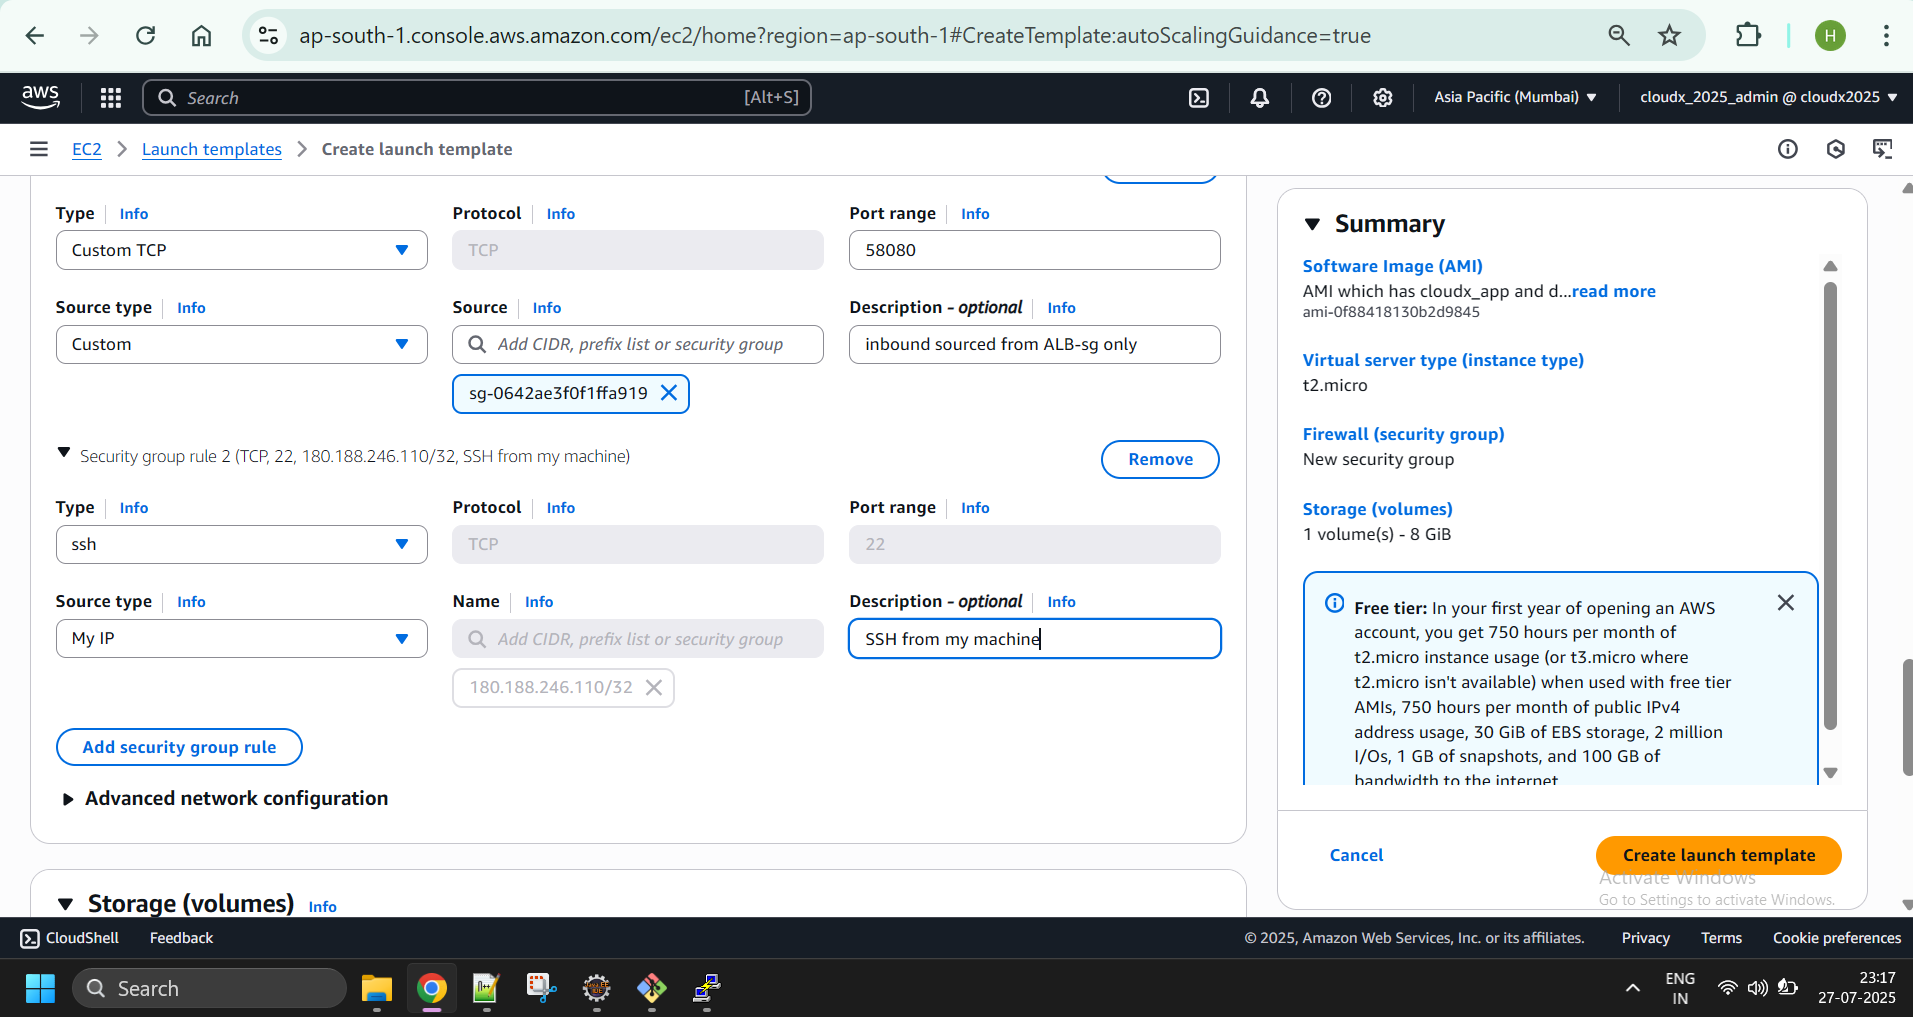 ap-south-1.console.aws.amazon.com/ec2/home?region=ap-south-1#CreateTemplate:autoScalingGuidance=true
H
aws
Search
[Alt+S]
Asia Pacific (Mumbai)
cloudx_2025_admin @ cloudx2025
EC2
Launch templates
Create launch template
Type Info
Protocol Info
Port range Info
Custom TCP
TCP
58080
Source type Info
Source Info
Description - optional Info
Custom
Add CIDR, prefix list or security group
inbound sourced from ALB-sg only
sg-0642ae3f0f1ffa919
Security group rule 2 (TCP, 22, 180.188.246.110/32, SSH from my machine)
Remove
Type Info
Protocol Info
Port range Info
ssh
TCP
22
Source type Info
Name Info
Description - optional Info
My IP
Add CIDR, prefix list or security group
SSH from my machine
180.188.246.110/32
Add security group rule
Advanced network configuration
Storage (volumes) Info
Summary
Software Image (AMI)
AMI which has cloudx_app and d...read more
ami-0f88418130b2d9845
Virtual server type (instance type)
t2.micro
Firewall (security group)
New security group
Storage (volumes)
1 volume(s) - 8 GiB
Free tier: In your first year of opening an AWS
account, you get 750 hours per month of
t2.micro instance usage (or t3.micro where
t2.micro isn't available) when used with free tier
AMIs, 750 hours per month of public IPv4
address usage, 30 GiB of EBS storage, 2 million
I/Os, 1 GB of snapshots, and 100 GB of
bandwidth to the internet
Cancel
Create launch template
Activate Windows
Go to Settings to activate Windows.
CloudShell
Feedback
© 2025, Amazon Web Services, Inc. or its affiliates.
Privacy
Terms
Cookie preferences
Search
ENG
IN
23:17
27-07-2025